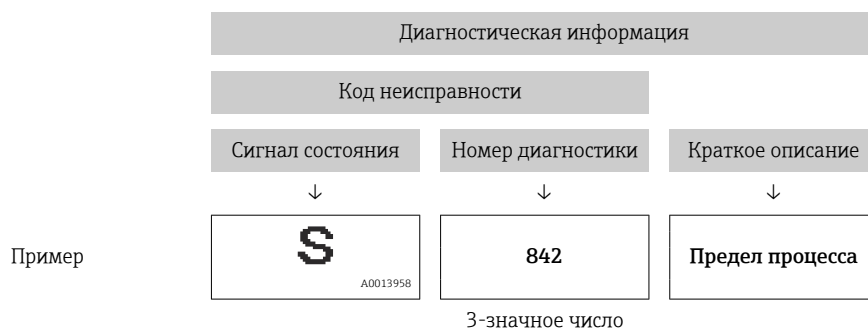 Диагностическая информация
Код неисправности
Сигнал состояния Номер диагностики Краткое описание
↓ ↓ ↓
Пример S 842 Предел процесса
A0013958
3-значное число